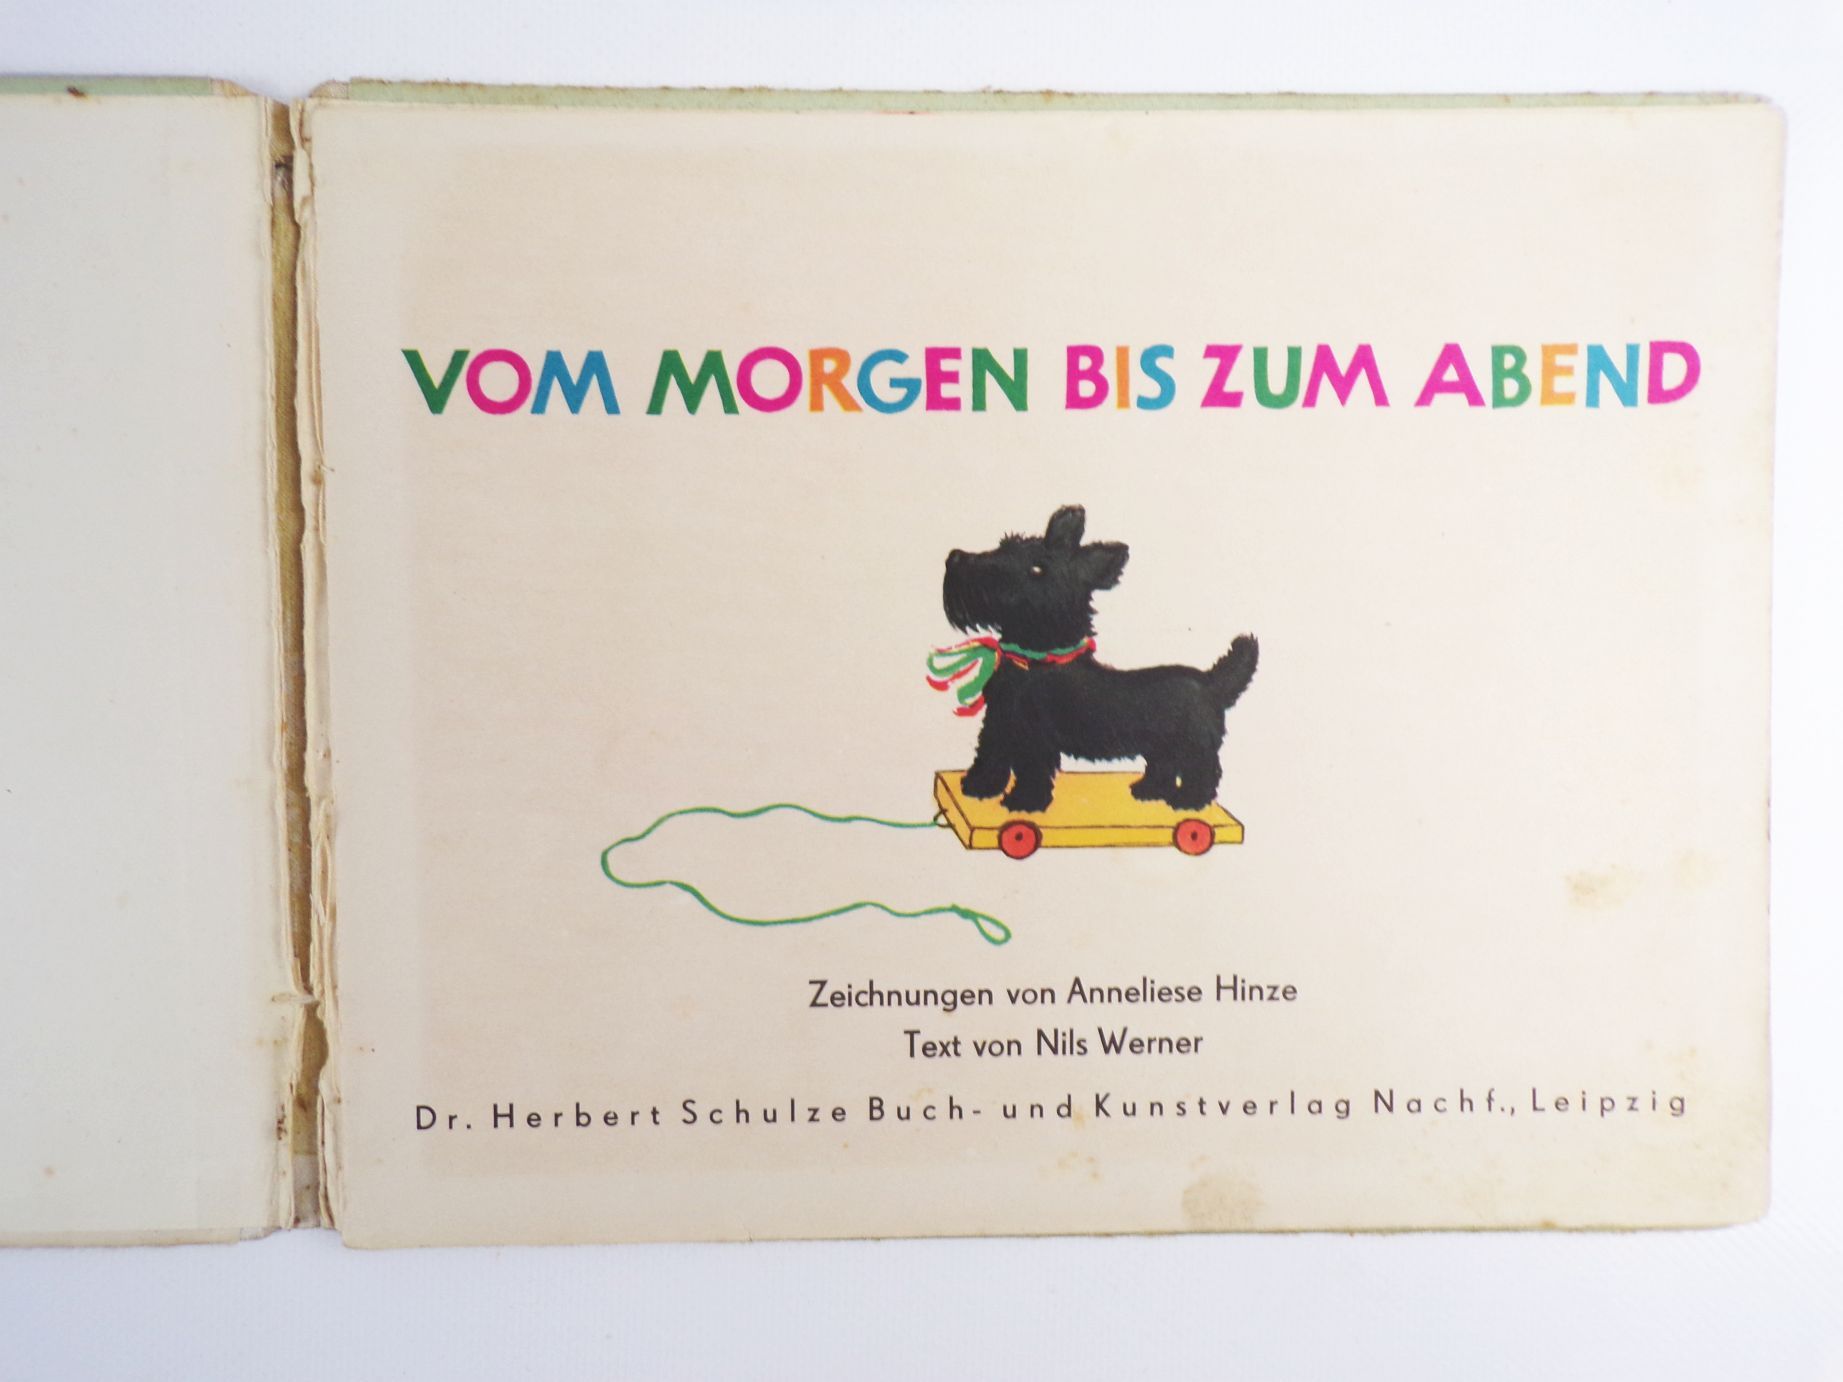 VOM MORGEN BIS ZUM ABEND
Zeichnungen von Anneliese Hinze
Text von Nils Werner
Dr. Herbert Schulze Buch- und Kunstverlag Nachf., Leipzig